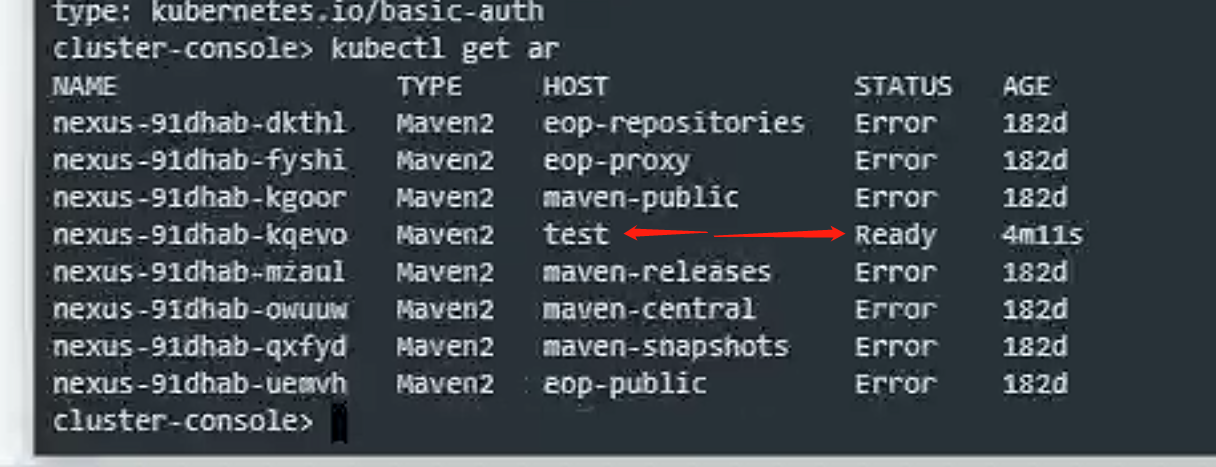 type: kubernetes.io/basic-auth
cluster-console> kubectl get ar
NAME TYPE HOST STATUS AGE
nexus-91dhab-dkthl Maven2 eop-repositories Error 182d
nexus-91dhab-fyshi Maven2 eop-proxy Error 182d
nexus-91dhab-kgoor Maven2 maven-public Error 182d
nexus-91dhab-kqevo Maven2 test Ready 4m11s
nexus-91dhab-mzaul Maven2 maven-releases Error 182d
nexus-91dhab-owuuw Maven2 maven-central Error 182d
nexus-91dhab-qxfyd Maven2 maven-snapshots Error 182d
nexus-91dhab-uemvh Maven2 eop-public Error 182d
cluster-console>